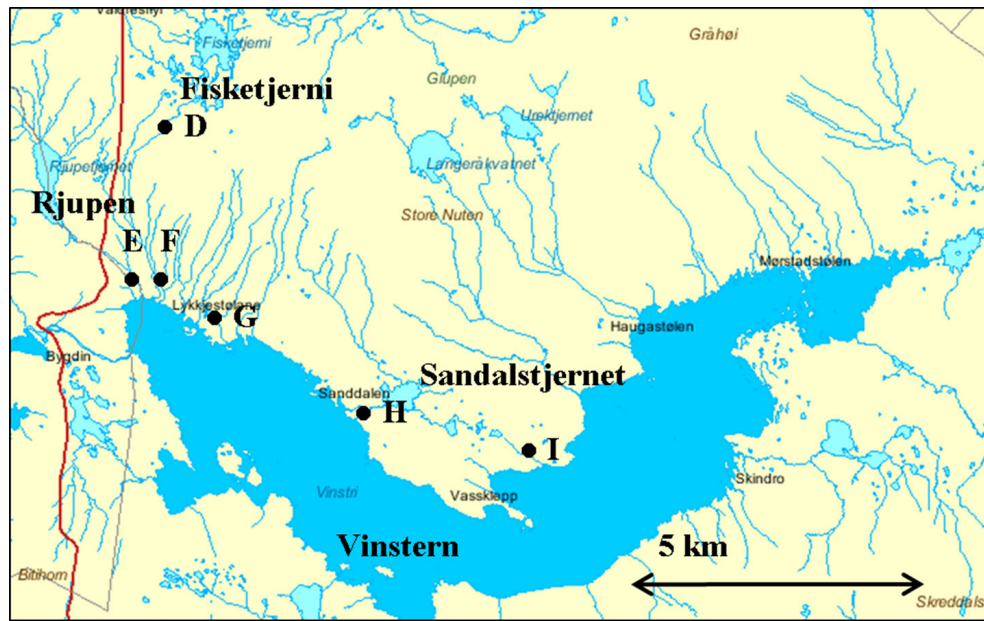 Gråhøi
Fisketjerni
Fisketjerni
Glupen
D
Urektjernet
Rjupetjernet
Langeråkvatnet
Rjupen
Store Nuten
E F
Mørstadstølen
Lykkjestølane
G
Haugastølen
Bygdin
Sandalstjernet
Sanddalen
H
I
Skindro
Vinstri
Vassklepp
Vinstern
5 km
Bitihorn
Skreddals